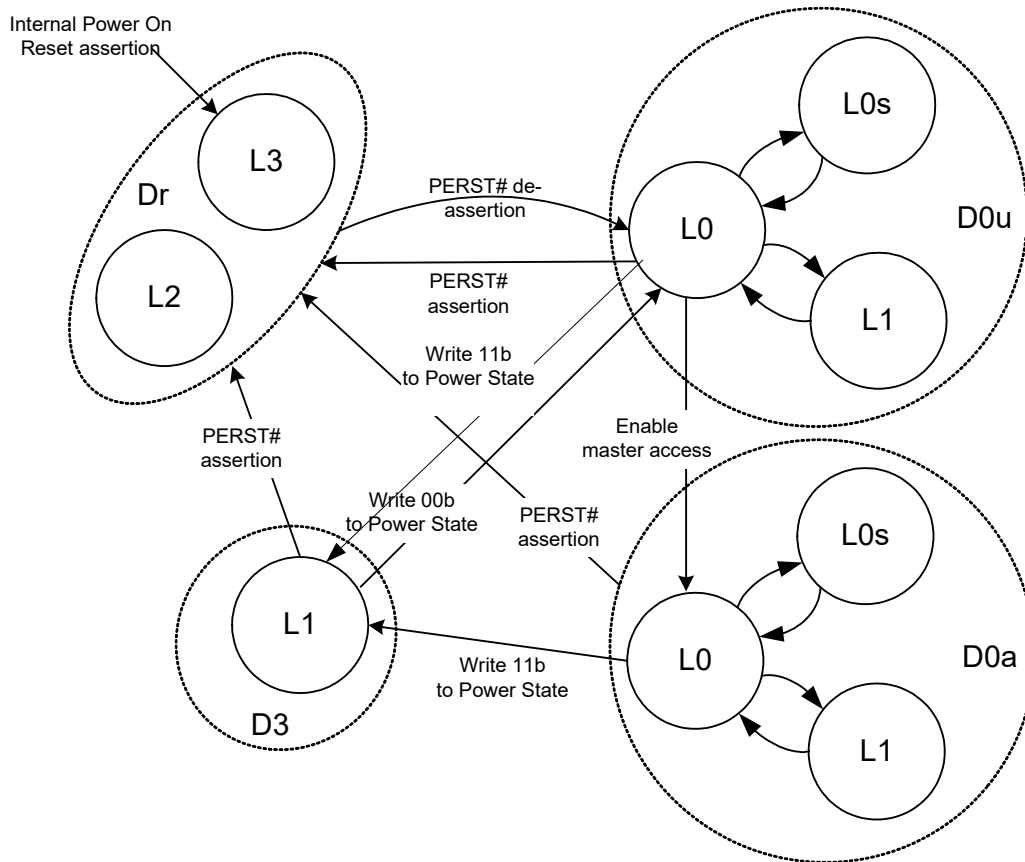 Internal Power On
Reset assertion
L3
Dr
L2
PERST# de-
assertion
PERST#
assertion
L0s
L0
D0u
L1
Write 11b
to Power State
Enable
master access
PERST#
assertion
Write 00b
to Power State
PERST#
assertion
L1
D3
Write 11b
to Power State
L0s
L0
D0a
L1